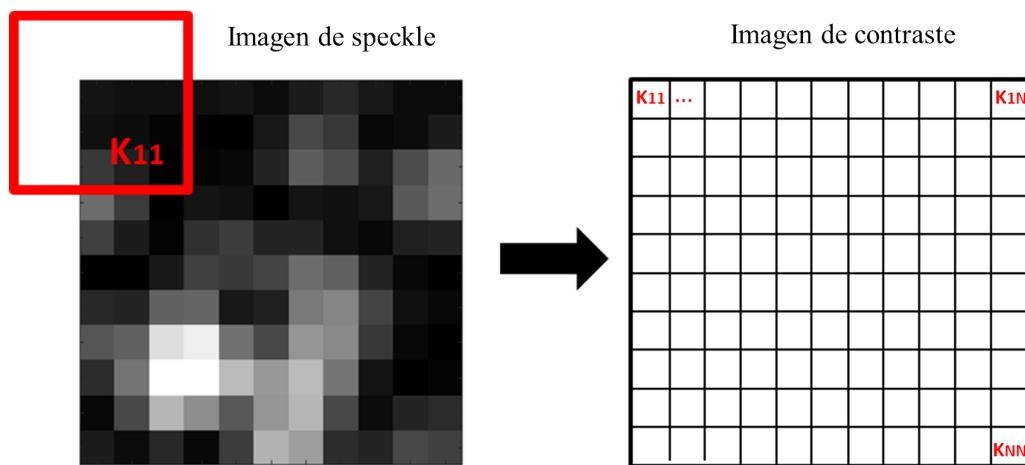 Imagen de speckle
Imagen de contraste
K11
K11 ...
K1N
KNN